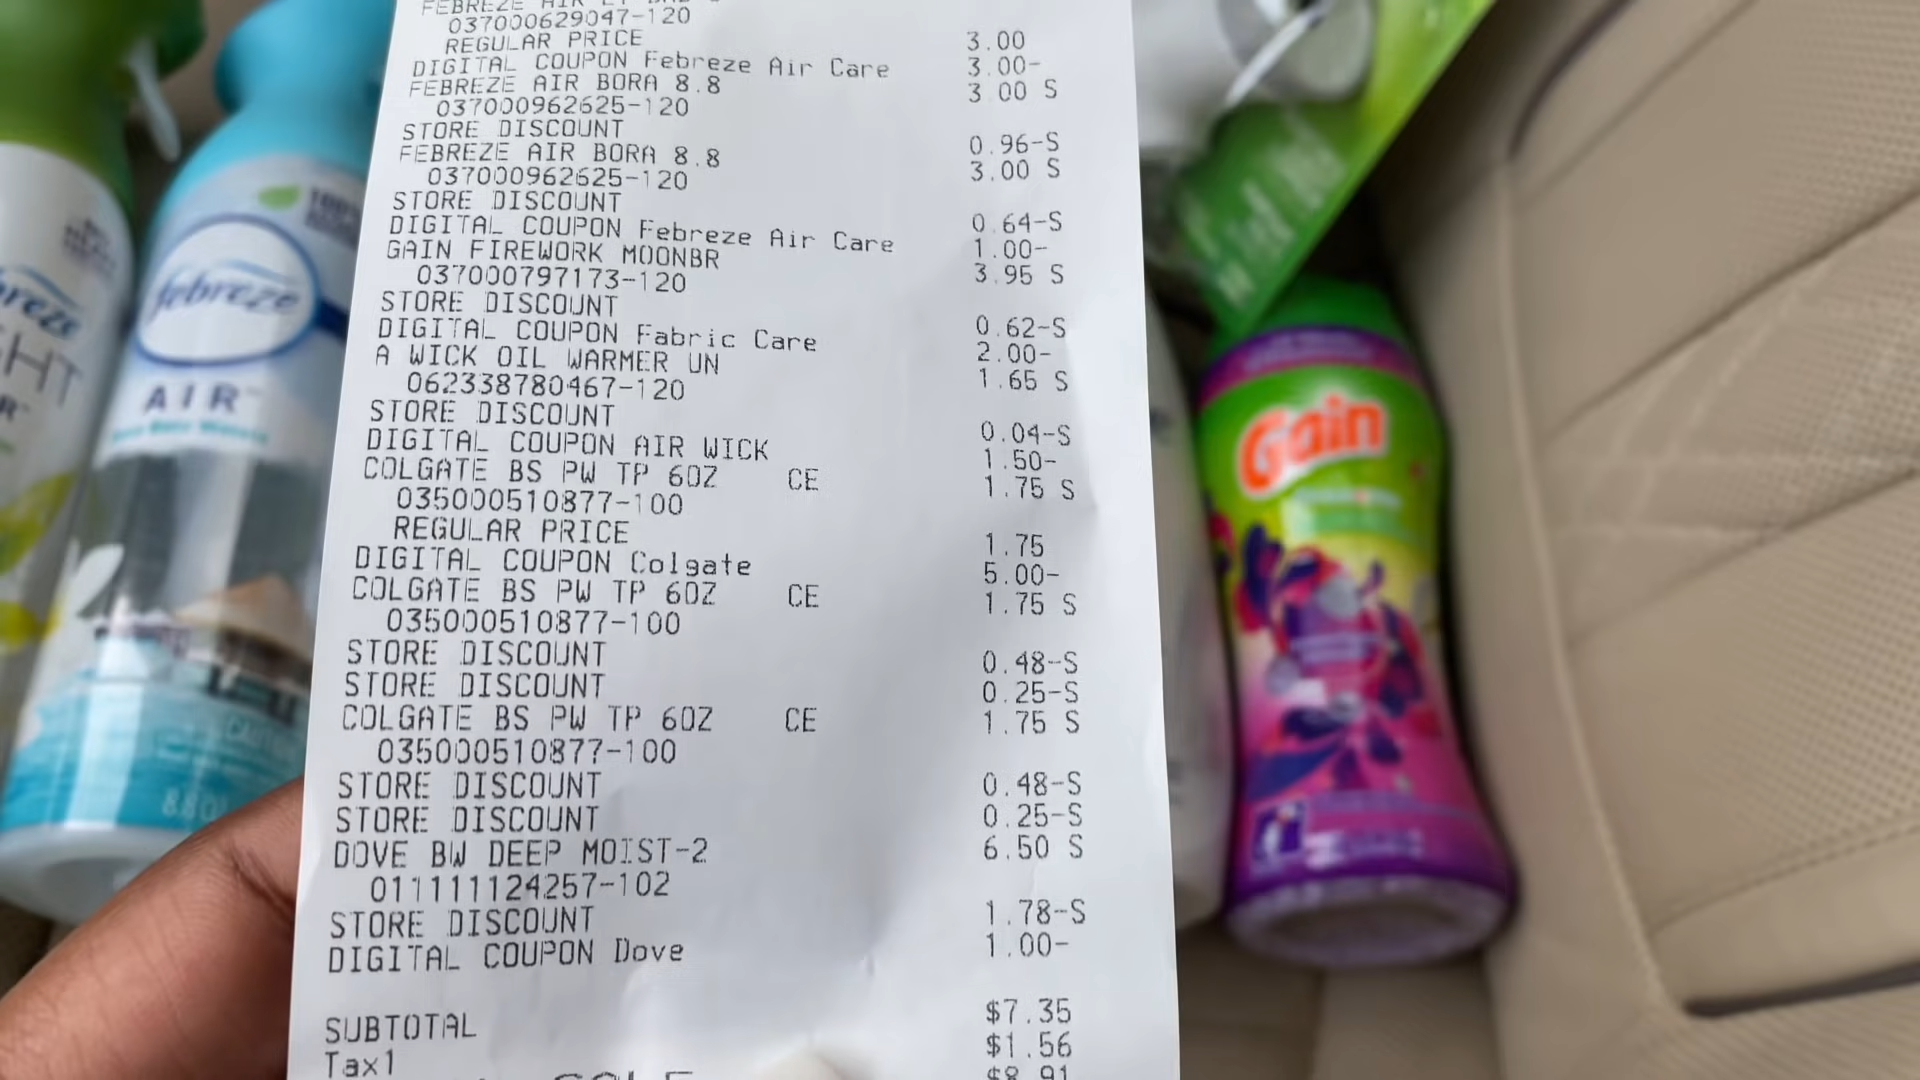 FEBREZE AIR
037000629047-120
REGULAR PRICE 3.00
DIGITAL COUPON Febreze Air Care 3.00-
FEBREZE AIR BORA 8.8 3.00 S
037000962625-120
STORE DISCOUNT 0.96-S
FEBREZE AIR BORA 8.8 3.00 S
037000962625-120
STORE DISCOUNT 0.64-S
DIGITAL COUPON Febreze Air Care 1.00-
GAIN FIREWORK MOONBR 3.95 S
037000797173-120
STORE DISCOUNT 0.62-S
DIGITAL COUPON Fabric Care 2.00-
A WICK OIL WARMER UN 1.65 S
062338780467-120
STORE DISCOUNT 0.04-S
DIGITAL COUPON AIR WICK 1.50-
COLGATE BS PW TP 6OZ CE 1.75 S
035000510877-100
REGULAR PRICE 1.75
DIGITAL COUPON Colgate 5.00-
COLGATE BS PW TP 6OZ CE 1.75 S
035000510877-100
STORE DISCOUNT 0.48-S
STORE DISCOUNT 0.25-S
COLGATE BS PW TP 6OZ CE 1.75 S
035000510877-100
STORE DISCOUNT 0.48-S
STORE DISCOUNT 0.25-S
DOVE BW DEEP MOIST-2 6.50 S
011111124257-102
STORE DISCOUNT 1.78-S
DIGITAL COUPON Dove 1.00-
SUBTOTAL $7.35
Tax1 $1.56
$8.91
febreze
AIR
Gain